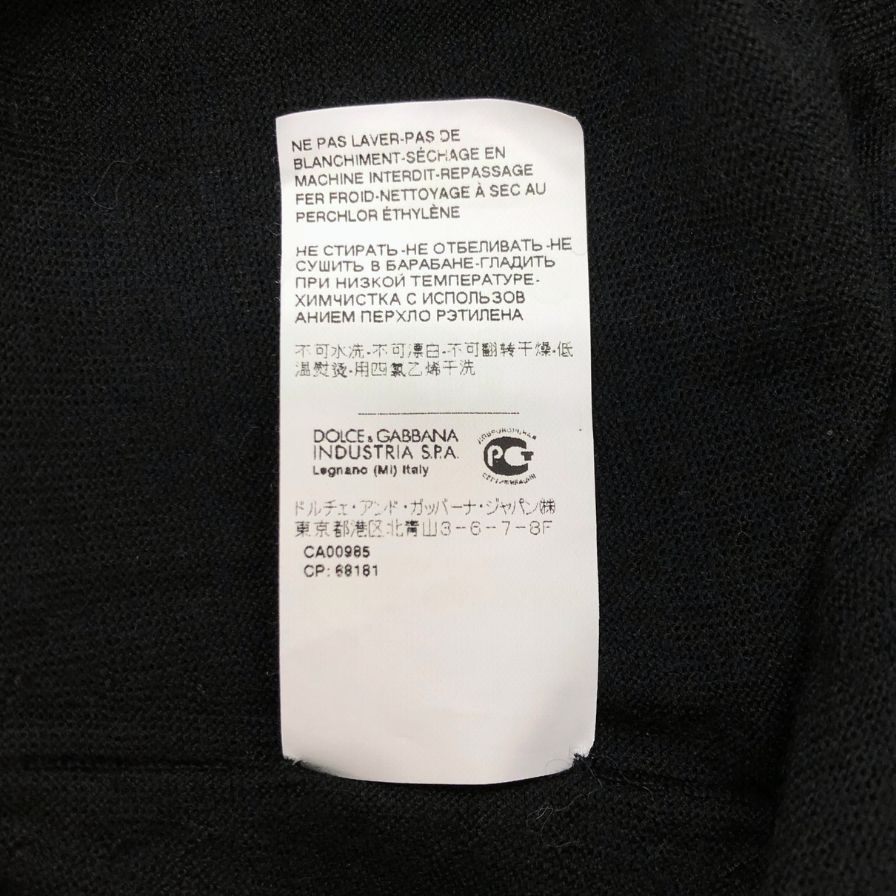 NE PAS LAVER-PAS DE
BLANCHIMENT-SÉCHAGE EN
MACHINE INTERDIT-REPASSAGE
FER FROID-NETTOYAGE À SEC AU
PERCHLOR ÉTHYLÈNE
НЕ СТИРАТЬ-НЕ ОТБЕЛИВАТЬ-НЕ
СУШИТЬ В БАРАБАНЕ-ГЛАДИТЬ
ПРИ НИЗКОЙ ТЕМПЕРАТУРЕ-
ХИМЧИСТКА С ИСПОЛЬЗОВ
АНИЕМ ПЕРХЛО РЭТИЛЕНА
不可水洗-不可漂白-不可翻转干燥-低
温熨烫-用四氯乙烯干洗
DOLCE & GABBANA
INDUSTRIA S.P.A.
Legnano (MI) Italy
РСТ
ドルチェ・アンド・ガッバーナ・ジャパン(株)
東京都港区北青山3-6-7-8F
CA00985
CP: 68181